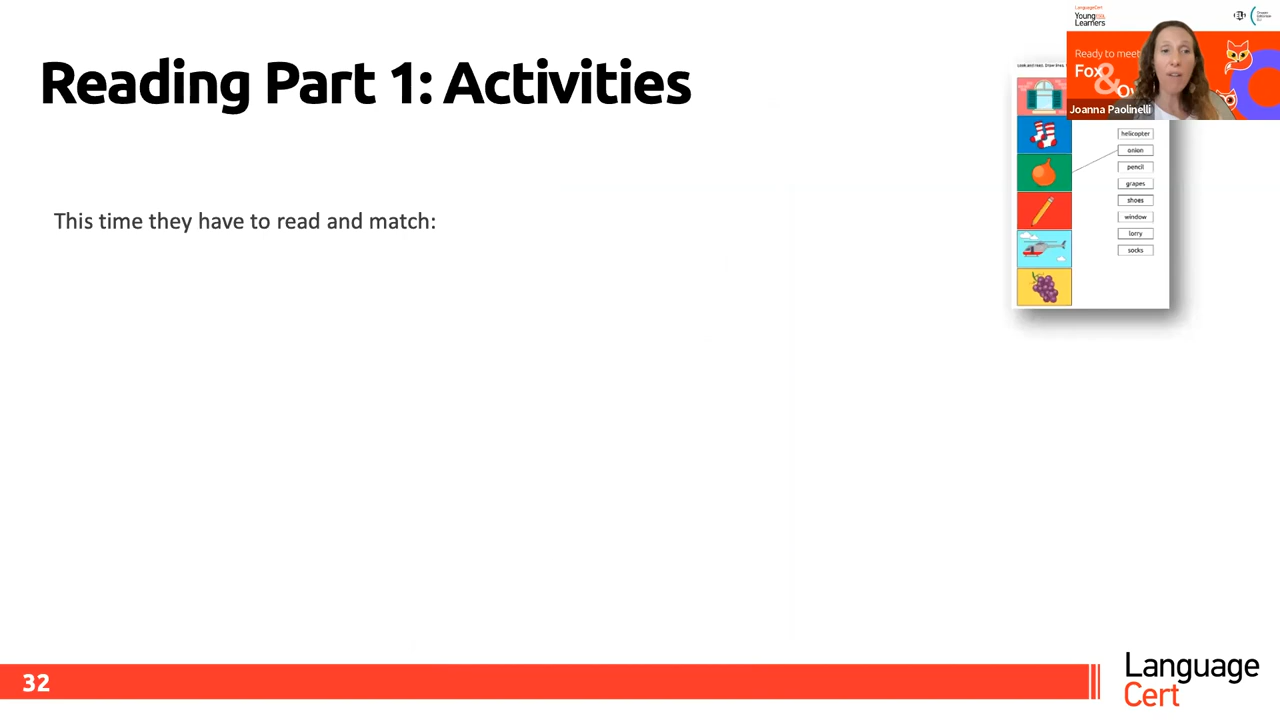 Reading Part 1: Activities
This time they have to read and match:
LanguageCert
Young
Learners
Ready to meet
Fox
&
Joanna Paolinelli
helicopter
onion
pencil
grapes
shoes
window
lorry
socks
32
Language
Cert